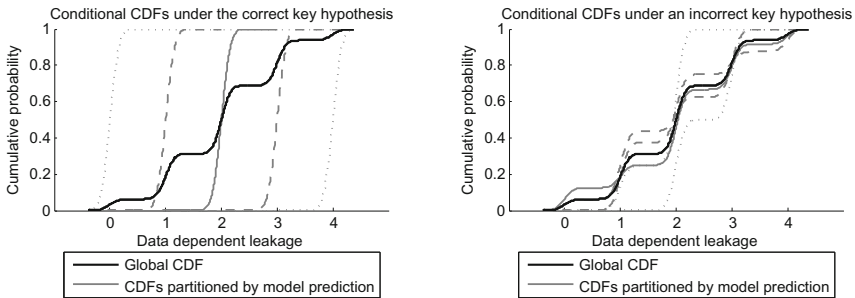 Conditional CDFs under the correct key hypothesis
Cumulative probability
1
0.8
0.6
0.4
0.2
0
0 1 2 3 4
Data dependent leakage
Global CDF
CDFs partitioned by model prediction
Conditional CDFs under an incorrect key hypothesis
Cumulative probability
1
0.8
0.6
0.4
0.2
0
0 1 2 3 4
Data dependent leakage
Global CDF
CDFs partitioned by model prediction